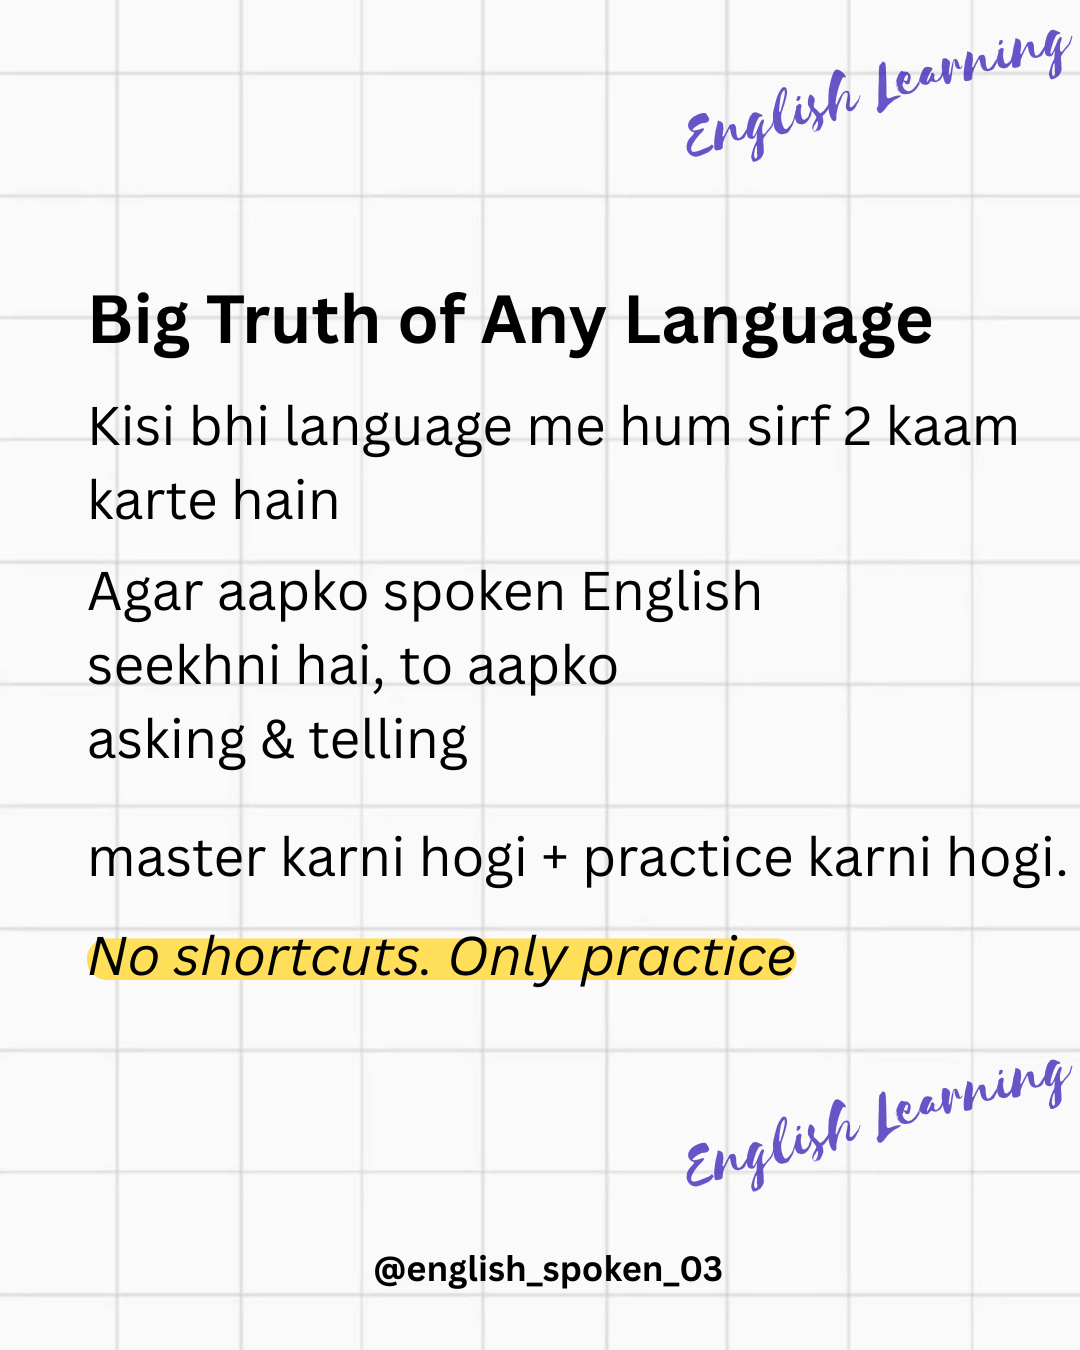 English Learning
Big Truth of Any Language
Kisi bhi language me hum sirf 2 kaam
karte hain
Agar aapko spoken English
seekhni hai, to aapko
asking & telling
master karni hogi + practice karni hogi.
No shortcuts. Only practice
English Learning
@english_spoken_03